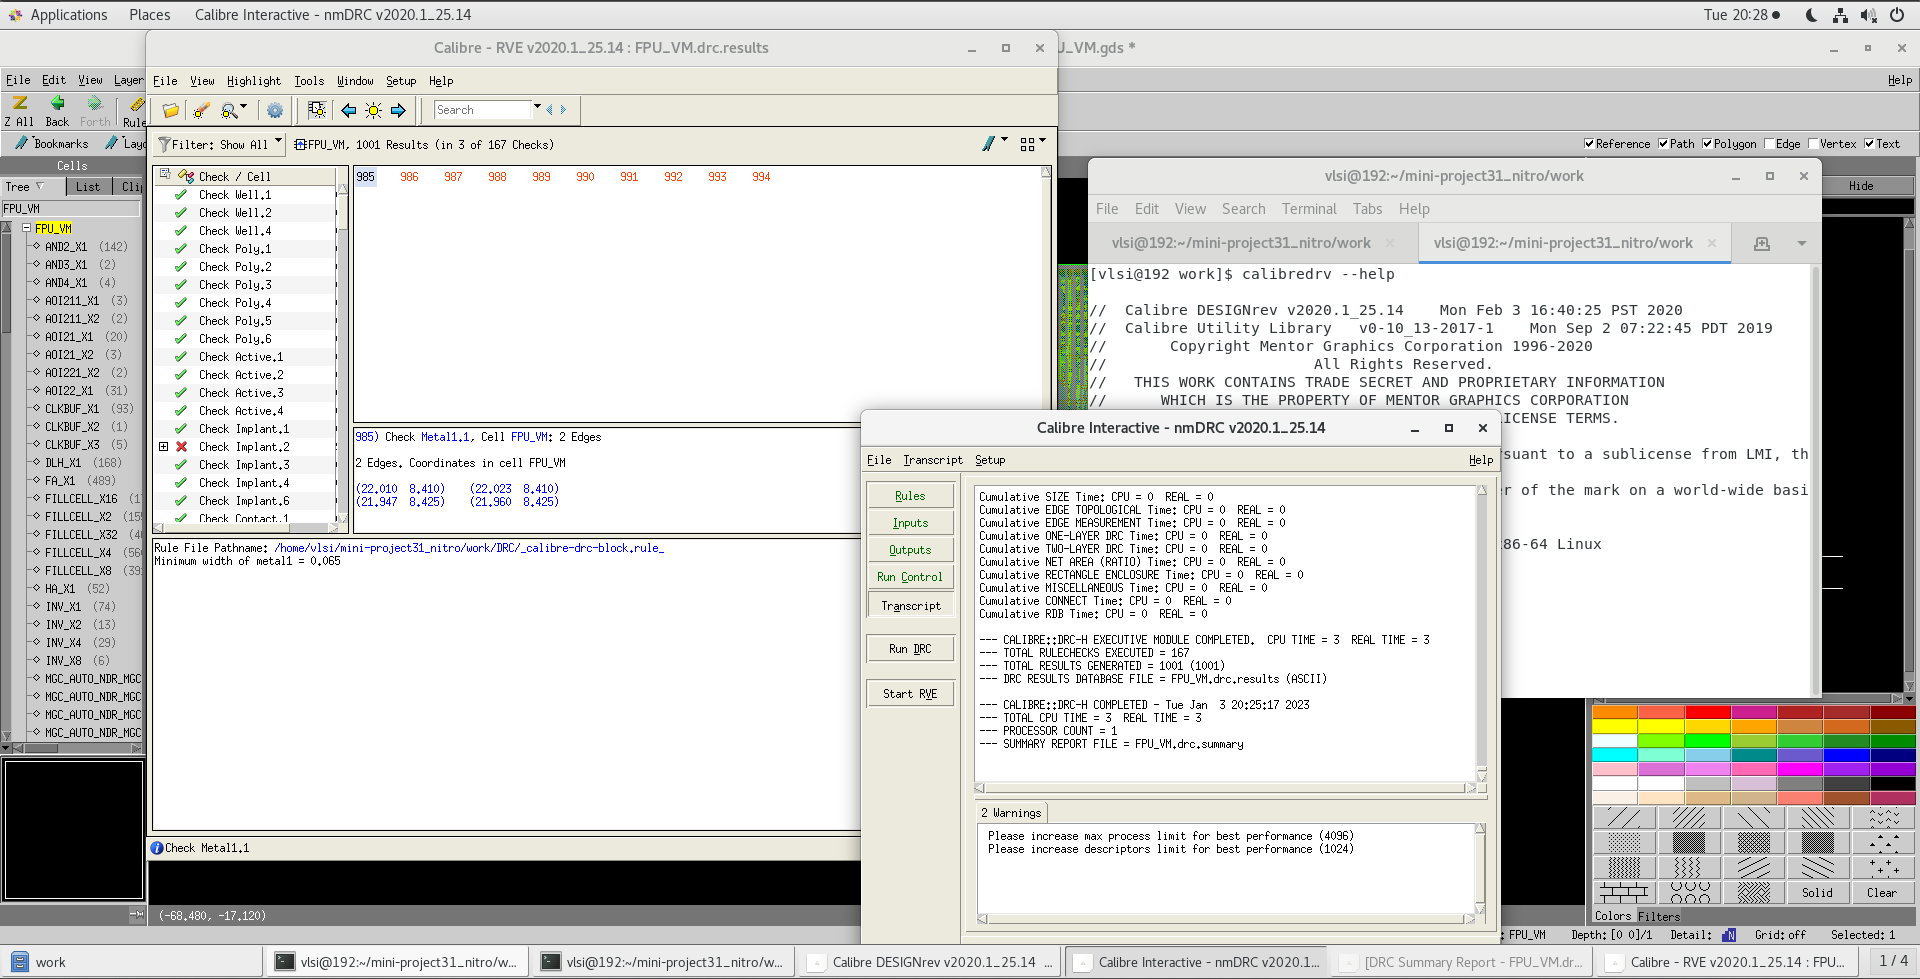 Applications Places Calibre Interactive - nmDRC v2020.1_25.14 Tue 20:28
Calibre - RVE v2020.1_25.14 : FPU_VM.drc.results
_VM.gds *
File Edit View Layer
Help
File View Highlight Tools Window Setup Help
Z All Back Forth Rule
Search
Bookmarks
Reference Path Polygon Edge Vertex Text
Filter: Show All FPU_VM, 1001 Results (in 3 of 167 Checks)
Cells
Tree List
FPU_VM
FPU_VM
AND2_X1 (142)
AND3_X1 (2)
AND4_X1 (4)
AOI211_X1 (3)
AOI211_X2 (2)
AOI21_X1 (20)
AOI21_X2 (3)
AOI221_X2 (2)
AOI22_X1 (31)
CLKBUF_X1 (93)
CLKBUF_X2 (1)
CLKBUF_X3 (5)
DLH_X1 (168)
FA_X1 (489)
FILLCELL_X16
FILLCELL_X2
FILLCELL_X32
FILLCELL_X4
FILLCELL_X8
HA_X1 (52)
INV_X1 (74)
INV_X2 (13)
INV_X4 (29)
INV_X8 (6)
MGC_AUTO_NDR_MGC
MGC_AUTO_NDR_MGC
MGC_AUTO_NDR_MGC
MGC_AUTO_NDR_MGC
Check / Cell
Check Well.1
Check Well.2
Check Well.4
Check Poly.1
Check Poly.2
Check Poly.3
Check Poly.4
Check Poly.5
Check Poly.6
Check Active.1
Check Active.2
Check Active.3
Check Active.4
Check Implant.1
Check Implant.2
Check Implant.3
Check Implant.4
Check Implant.6
Check Contact.1
985 986 987 988 989 990 991 992 993 994
985) Check Metal1.1, Cell FPU_VM: 2 Edges
2 Edges. Coordinates in cell FPU_VM
(22.010 8.410) (22.023 8.410)
(21.947 8.425) (21.960 8.425)
Rule File Pathname: /home/vlsi/mini-project31_nitro/work/DRC/_calibre-drc-block.rule_
Minimum width of metal1 = 0.065
Check Metal1.1
(-68.480, -17.120)
vlsi@192:~/mini-project31_nitro/work
File Edit View Search Terminal Tabs Help
vlsi@192:~/mini-project31_nitro/work × vlsi@192:~/mini-project31_nitro/work ×
[vlsi@192 work]$ calibredrv --help
// Calibre DESIGNrev v2020.1_25.14 Mon Feb 3 16:40:25 PST 2020
// Calibre Utility Library v0-10_13-2017-1 Mon Sep 2 07:22:45 PDT 2019
// Copyright Mentor Graphics Corporation 1996-2020
// All Rights Reserved.
// THIS WORK CONTAINS TRADE SECRET AND PROPRIETARY INFORMATION
// WHICH IS THE PROPERTY OF MENTOR GRAPHICS CORPORATION
ICENSE TERMS.
rsuant to a sublicense from LMI, th
er of the mark on a world-wide basi
x86-64 Linux
Hide
Calibre Interactive - nmDRC v2020.1_25.14
File Transcript Setup Help
Rules
Inputs
Outputs
Run Control
Transcript
Run DRC
Start RVE
Cumulative SIZE Time: CPU = 0 REAL = 0
Cumulative EDGE TOPOLOGICAL Time: CPU = 0 REAL = 0
Cumulative EDGE MEASUREMENT Time: CPU = 0 REAL = 0
Cumulative ONE-LAYER DRC Time: CPU = 0 REAL = 0
Cumulative TWO-LAYER DRC Time: CPU = 0 REAL = 0
Cumulative NET AREA (RATIO) Time: CPU = 0 REAL = 0
Cumulative RECTANGLE ENCLOSURE Time: CPU = 0 REAL = 0
Cumulative MISCELLANEOUS Time: CPU = 0 REAL = 0
Cumulative CONNECT Time: CPU = 0 REAL = 0
Cumulative RDB Time: CPU = 0 REAL = 0
--- CALIBRE::DRC-H EXECUTIVE MODULE COMPLETED. CPU TIME = 3 REAL TIME = 3
--- TOTAL RULECHECKS EXECUTED = 167
--- TOTAL RESULTS GENERATED = 1001 (1001)
--- DRC RESULTS DATABASE FILE = FPU_VM.drc.results (ASCII)
--- CALIBRE::DRC-H COMPLETED - Tue Jan 3 20:25:17 2023
--- TOTAL CPU TIME = 3 REAL TIME = 3
--- PROCESSOR COUNT = 1
--- SUMMARY REPORT FILE = FPU_VM.drc.summary
2 Warnings
Please increase max process limit for best performance (4096)
Please increase descriptors limit for best performance (1024)
Solid Clear
Colors Filters
: FPU_VM Depth:[0 0]/1 Detail: N Grid:off Selected: 1
work
vlsi@192:~/mini-project31_nitro/w...
vlsi@192:~/mini-project31_nitro/w...
Calibre DESIGNrev v2020.1_25.14 ...
Calibre Interactive - nmDRC v2020.1...
[DRC Summary Report - FPU_VM.dr...
Calibre - RVE v2020.1_25.14 : FPU...
1 / 4